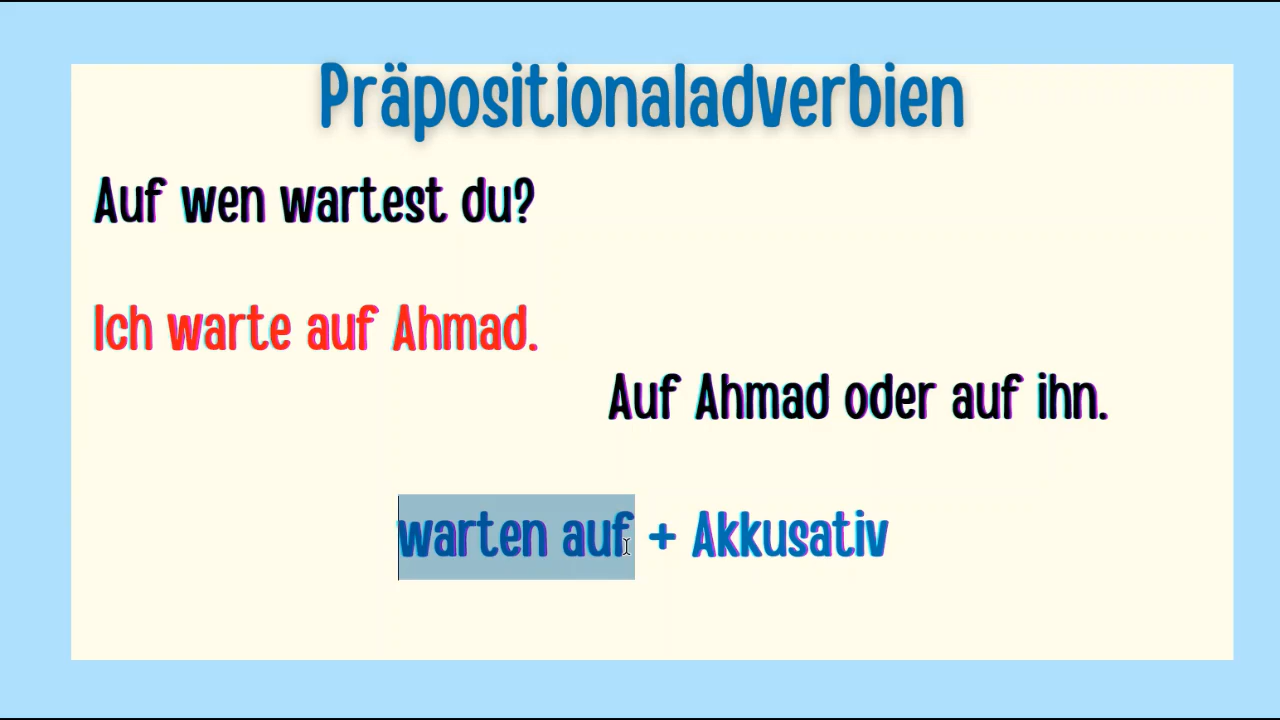 Präpositionaladverbien
Auf wen wartest du?
Ich warte auf Ahmad.
Auf Ahmad oder auf ihn.
warten auf + Akkusativ